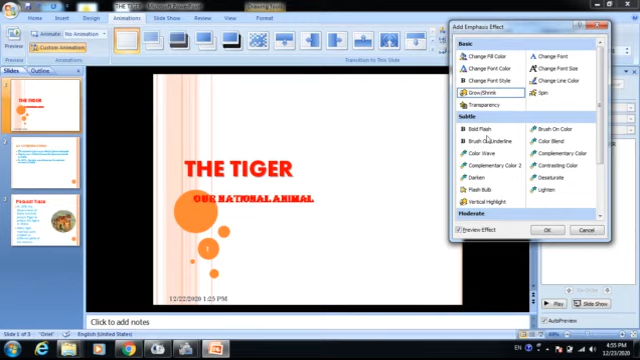 THE TIGER - Microsoft PowerPoint
Drawing Tools
Home
Insert
Design
Animations
Slide Show
Review
View
Format
Preview
Animate:
No Animation
Custom Animation
Transition to This Slide
Slides
Outline
THE TIGER
THE TIGER
OUR NATIONAL ANIMAL
1
12/22/2020 1:25 PM
Click to add notes
Add Emphasis Effect
Basic
Change Fill Color
Change Font
Change Font Color
Change Font Size
Change Font Style
Change Line Color
Grow/Shrink
Spin
Transparency
Subtle
Bold Flash
Brush On Color
Brush On Underline
Color Blend
Color Wave
Complementary Color
Complementary Color 2
Contrasting Color
Darken
Desaturate
Flash Bulb
Lighten
Vertical Highlight
Moderate
Preview Effect
OK
Cancel
Play
Slide Show
AutoPreview
Slide 1 of 3
"Oriel"
English (United States)
EN
4:55 PM
12/23/2020